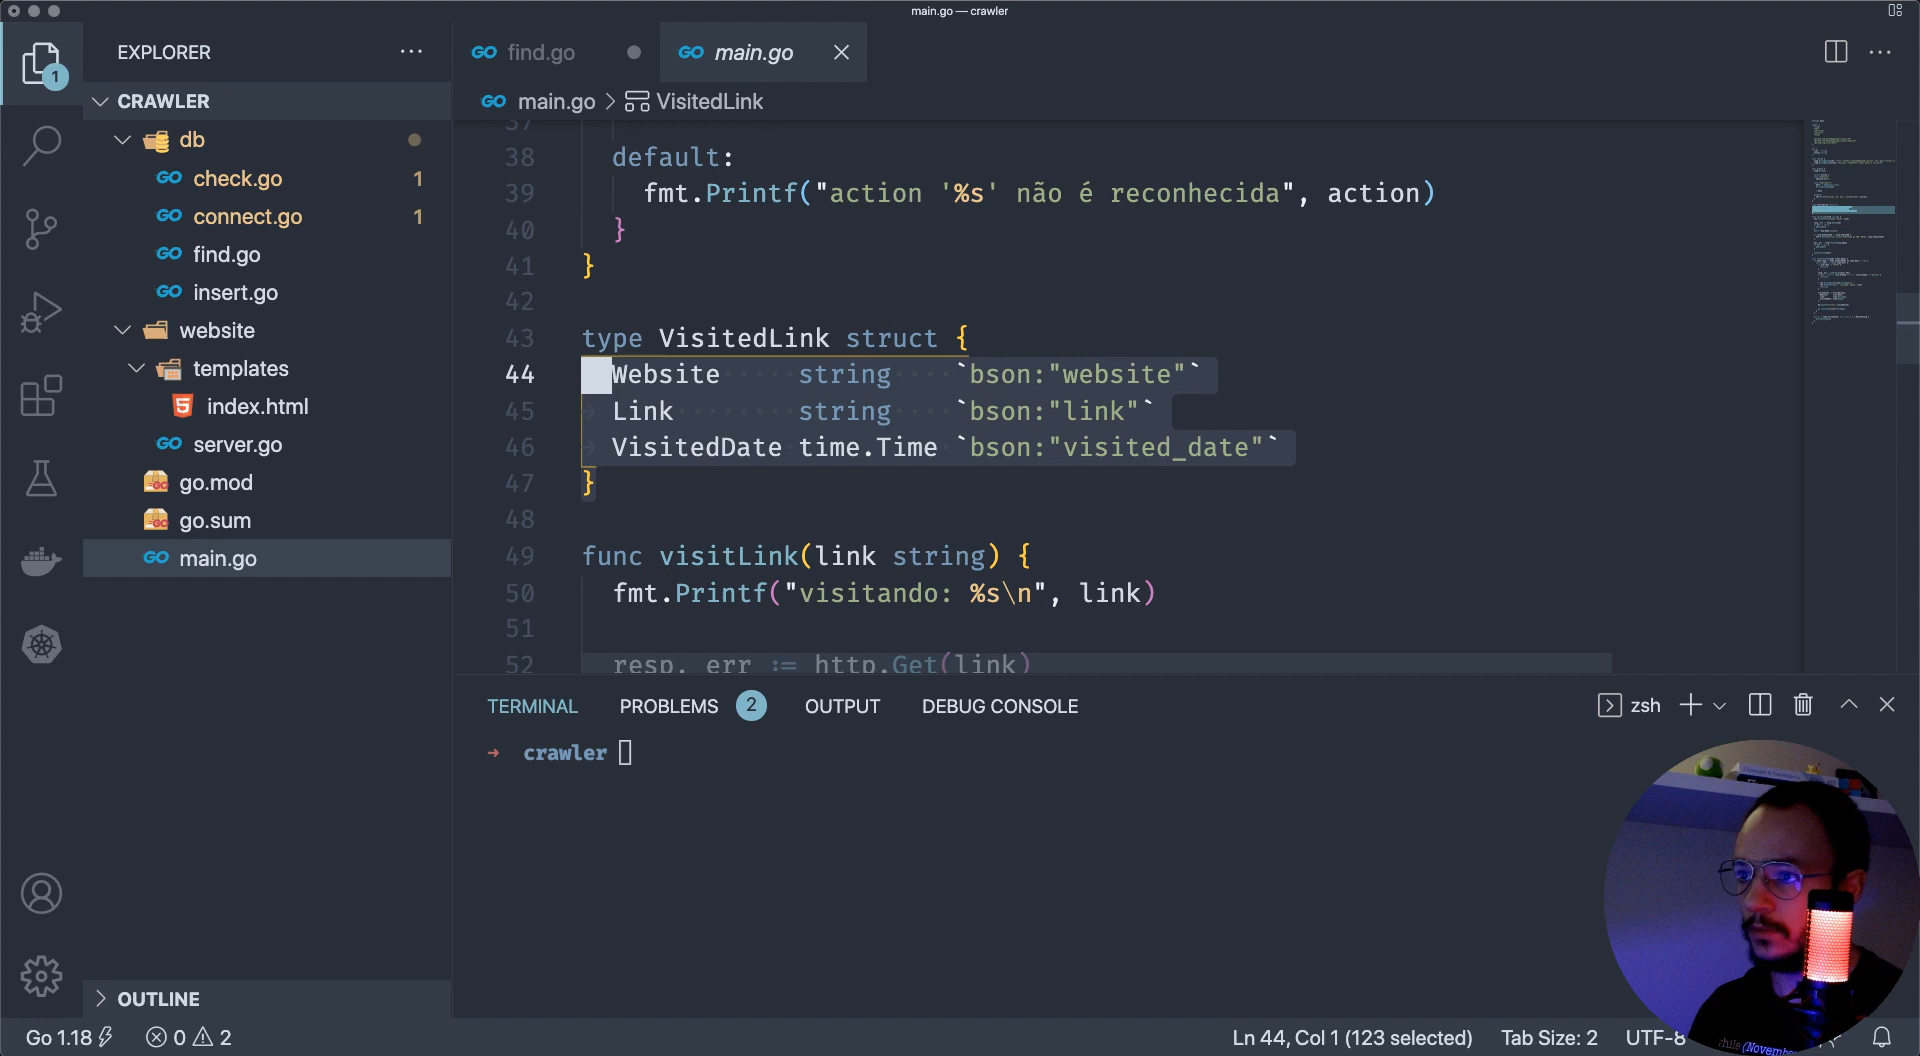 main.go — crawler
EXPLORER
CRAWLER
db
check.go 1
connect.go 1
find.go
insert.go
website
templates
index.html
server.go
go.mod
go.sum
main.go
OUTLINE
1
find.go
main.go
main.go > VisitedLink
37
38 default:
39 fmt.Printf("action '%s' não é reconhecida", action)
40 }
41 }
42
43 type VisitedLink struct {
44 Website string `bson:"website"`
45 Link string `bson:"link"`
46 VisitedDate time.Time `bson:"visited_date"`
47 }
48
49 func visitLink(link string) {
50 fmt.Printf("visitando: %s\n", link)
51
52 resp, err := http.Get(link)
TERMINAL PROBLEMS 2 OUTPUT DEBUG CONSOLE
zsh
→ crawler
Go 1.18 0 2
Ln 44, Col 1 (123 selected) Tab Size: 2 UTF-8